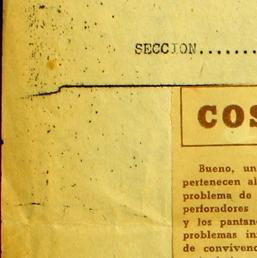 SECCION........
COS
Bueno, un
pertenecen al
problema de
perforadores
y los pantan
problemas in
de convivenc